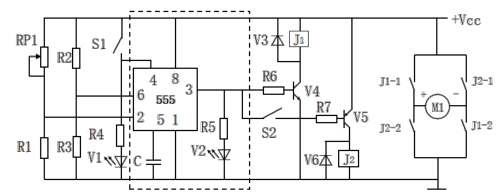 +Vcc
RP1
R2
S1
V3
J1
J1-1
J2-1
4
8
6
555
3
R6
V4
+
M1
−
2
5
1
R5
S2
R7
V5
J2-2
J1-2
R1
R3
R4
V1
C
V2
V6
J2